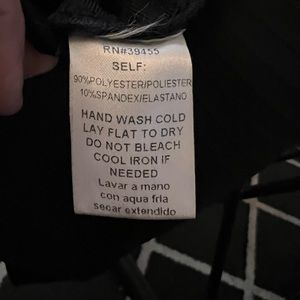 RN#39455
SELF:
90%POLYESTER/POLIESTER
10%SPANDEX/ELASTANO
HAND WASH COLD
LAY FLAT TO DRY
DO NOT BLEACH
COOL IRON IF
NEEDED
Lavar a mano
con aqua fria
secar extendido